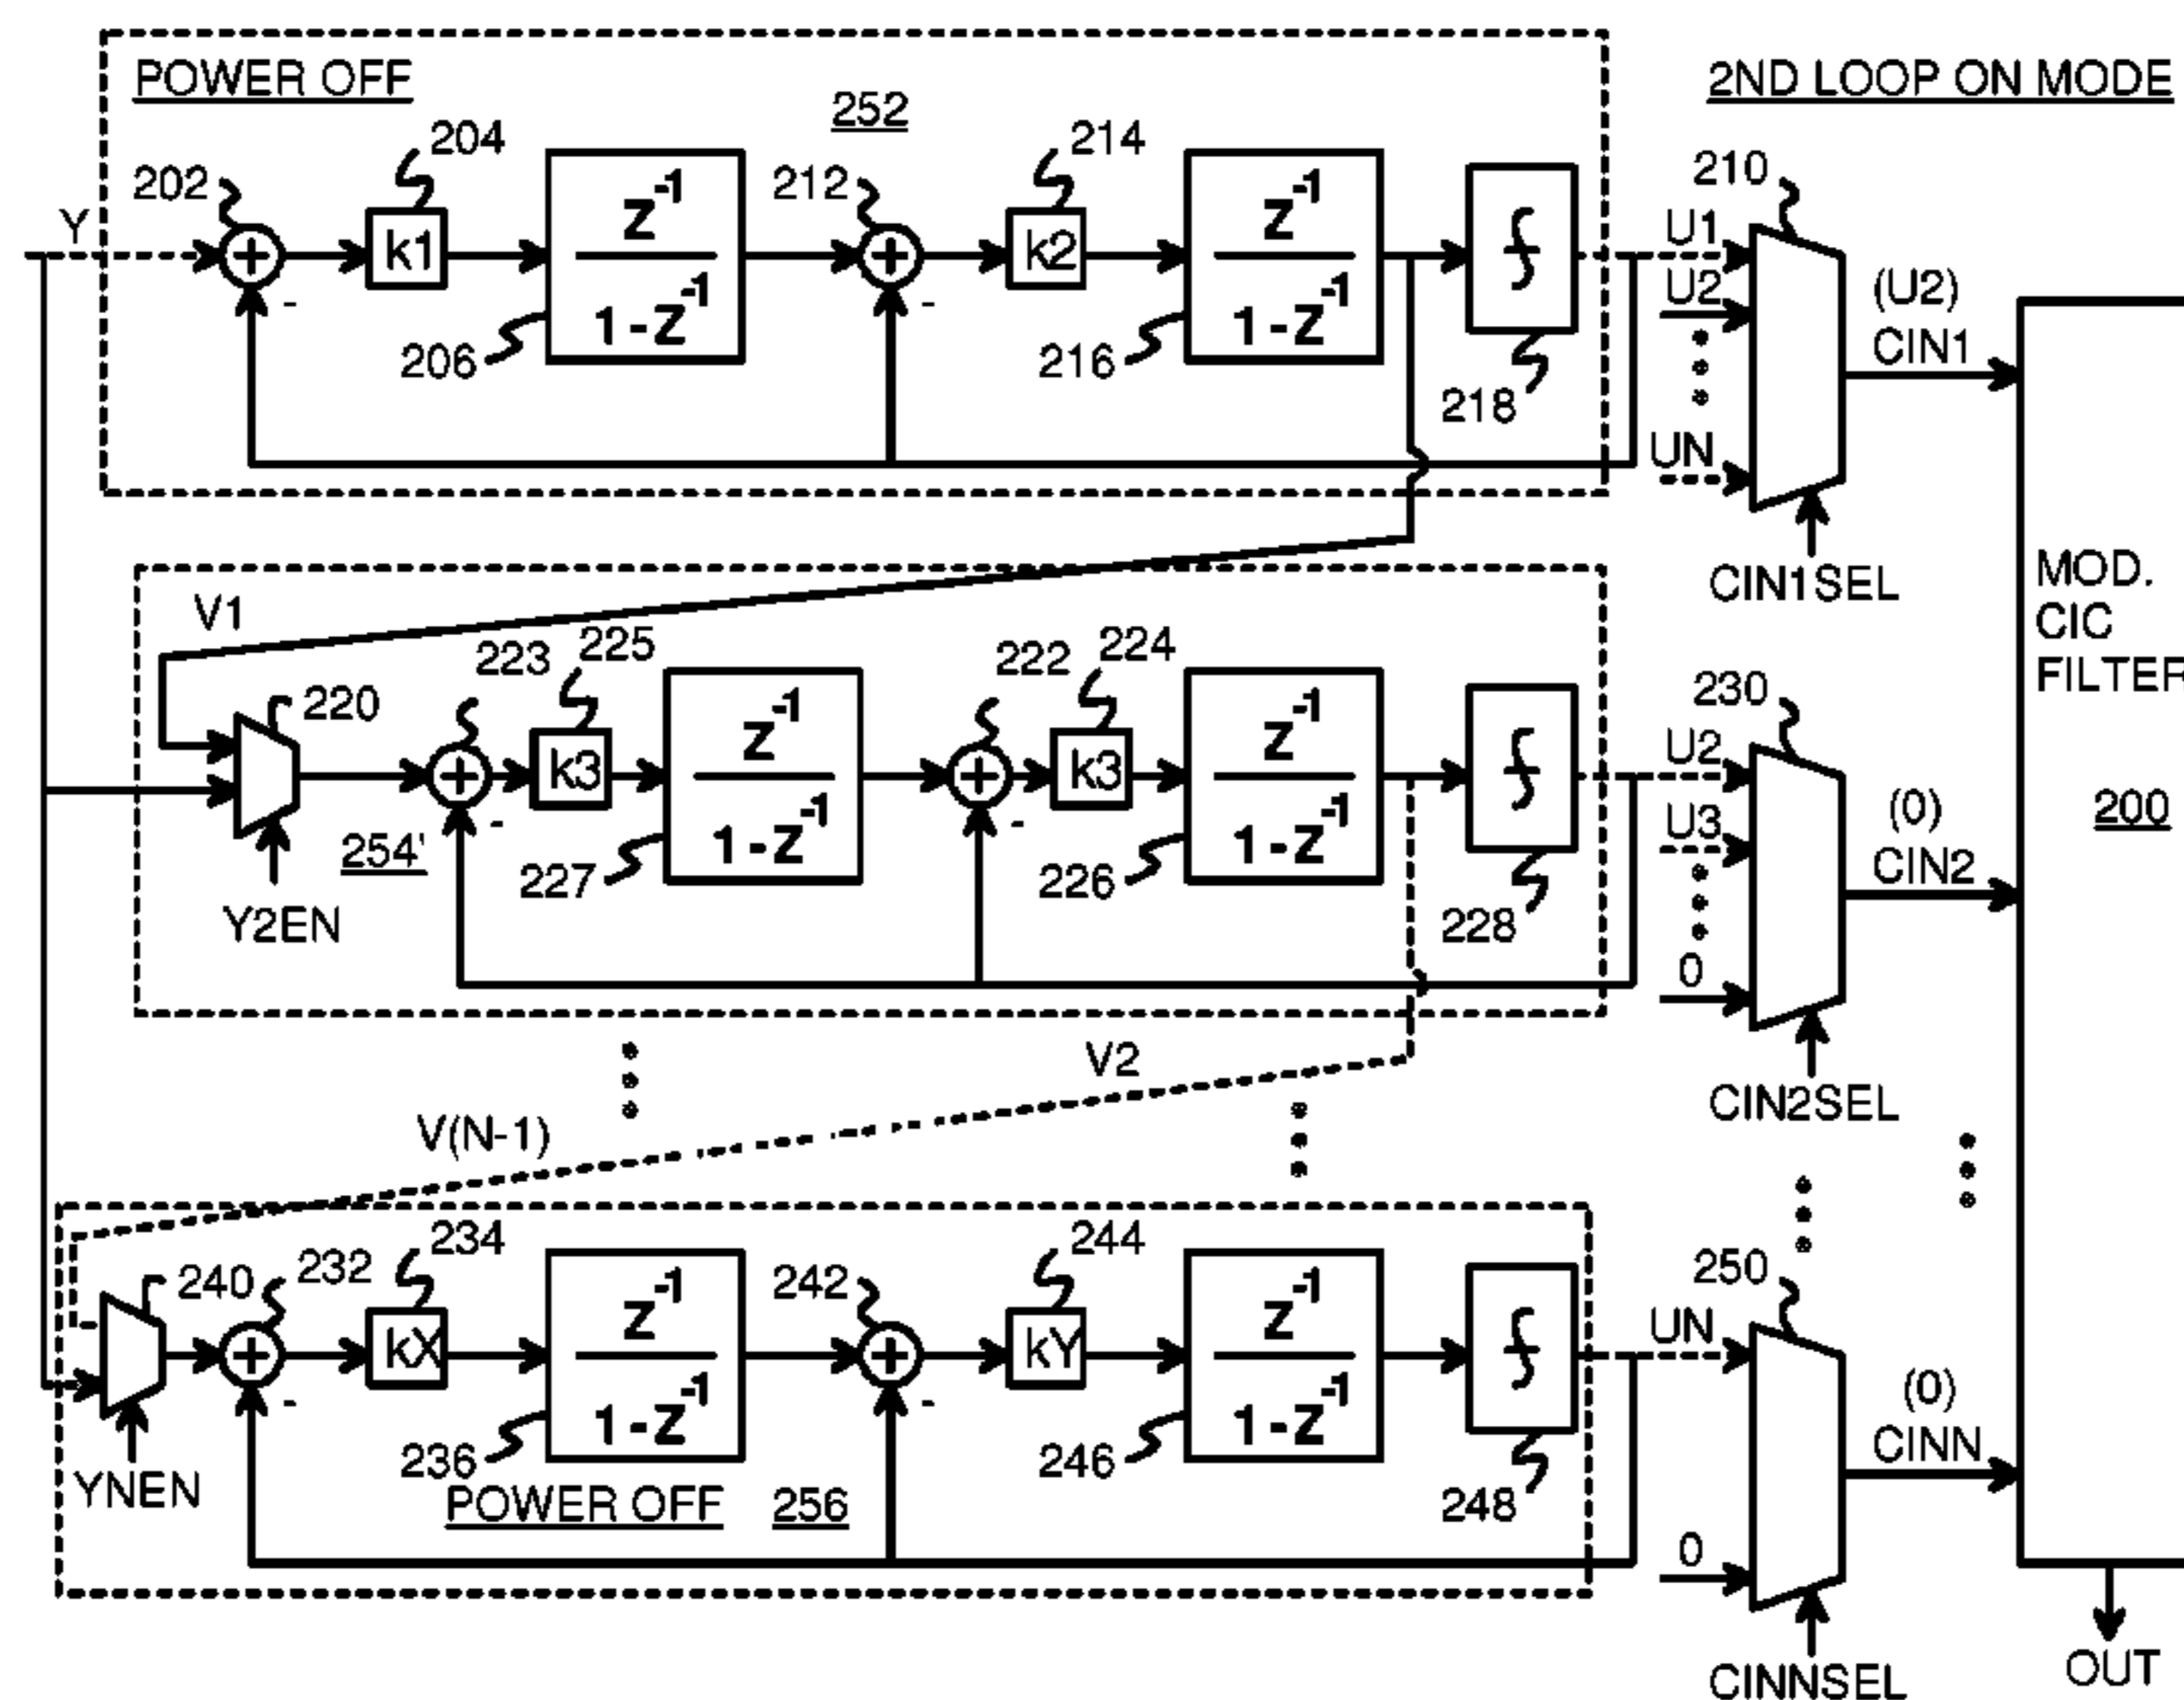 POWER OFF
252
2ND LOOP ON MODE
202
204
206
212
214
216
218
210
Y
+
k1
z^-1
1-z^-1
+
k2
z^-1
1-z^-1
∫
-
-
U1
U2
UN
(U2)
CIN1
CIN1SEL
V1
220
223
225
227
222
224
226
228
230
254'
Y2EN
+
k3
z^-1
1-z^-1
+
k3
z^-1
1-z^-1
∫
-
-
U2
U3
0
(0)
CIN2
CIN2SEL
MOD.
CIC
FILTER
200
V2
V(N-1)
240
232
234
236
242
244
246
248
250
YNEN
+
kX
z^-1
1-z^-1
+
kY
z^-1
1-z^-1
∫
-
-
POWER OFF
256
UN
0
(0)
CINN
CINNSEL
OUT